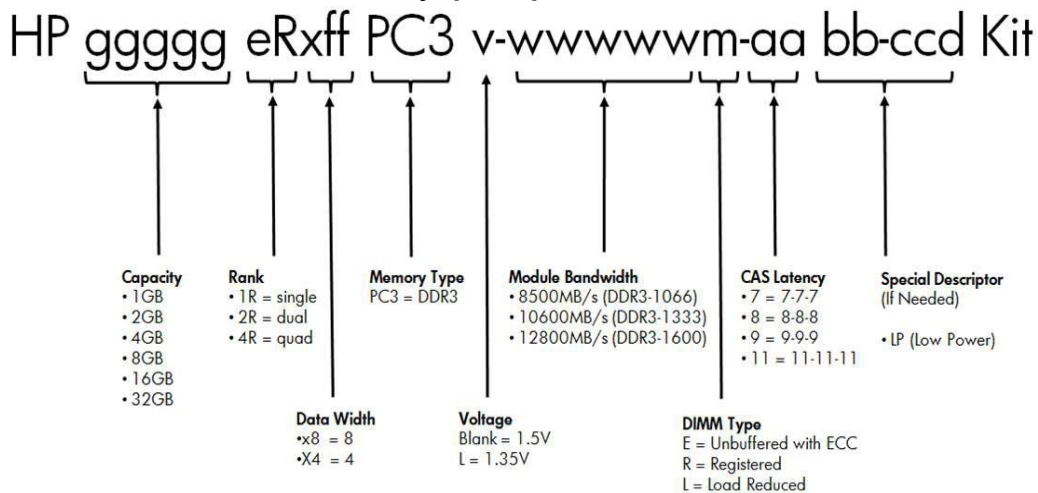 HP ggggg eRxff PC3 v-wwwwwm-aa bb-ccd Kit
Capacity
• 1GB
• 2GB
• 4GB
• 8GB
• 16GB
• 32GB
Rank
• 1R = single
• 2R = dual
• 4R = quad
Memory Type
PC3 = DDR3
Module Bandwidth
• 8500MB/s (DDR3-1066)
• 10600MB/s (DDR3-1333)
• 12800MB/s (DDR3-1600)
CAS Latency
• 7 = 7-7-7
• 8 = 8-8-8
• 9 = 9-9-9
• 11 = 11-11-11
Special Descriptor
(If Needed)
• LP (Low Power)
Data Width
•x8 = 8
•X4 = 4
Voltage
Blank = 1.5V
L = 1.35V
DIMM Type
E = Unbuffered with ECC
R = Registered
L = Load Reduced